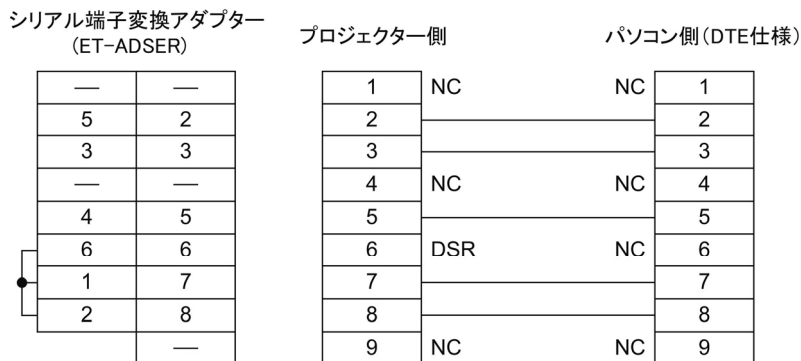 シリアル端子変換アダプター
(ET-ADSER)
プロジェクター側
パソコン側(DTE仕様)
— —
5 2
3 3
— —
4 5
6 6
1 7
2 8
—
1 NC NC 1
2 2
3 3
4 NC NC 4
5 5
6 DSR NC 6
7 7
8 8
9 NC NC 9